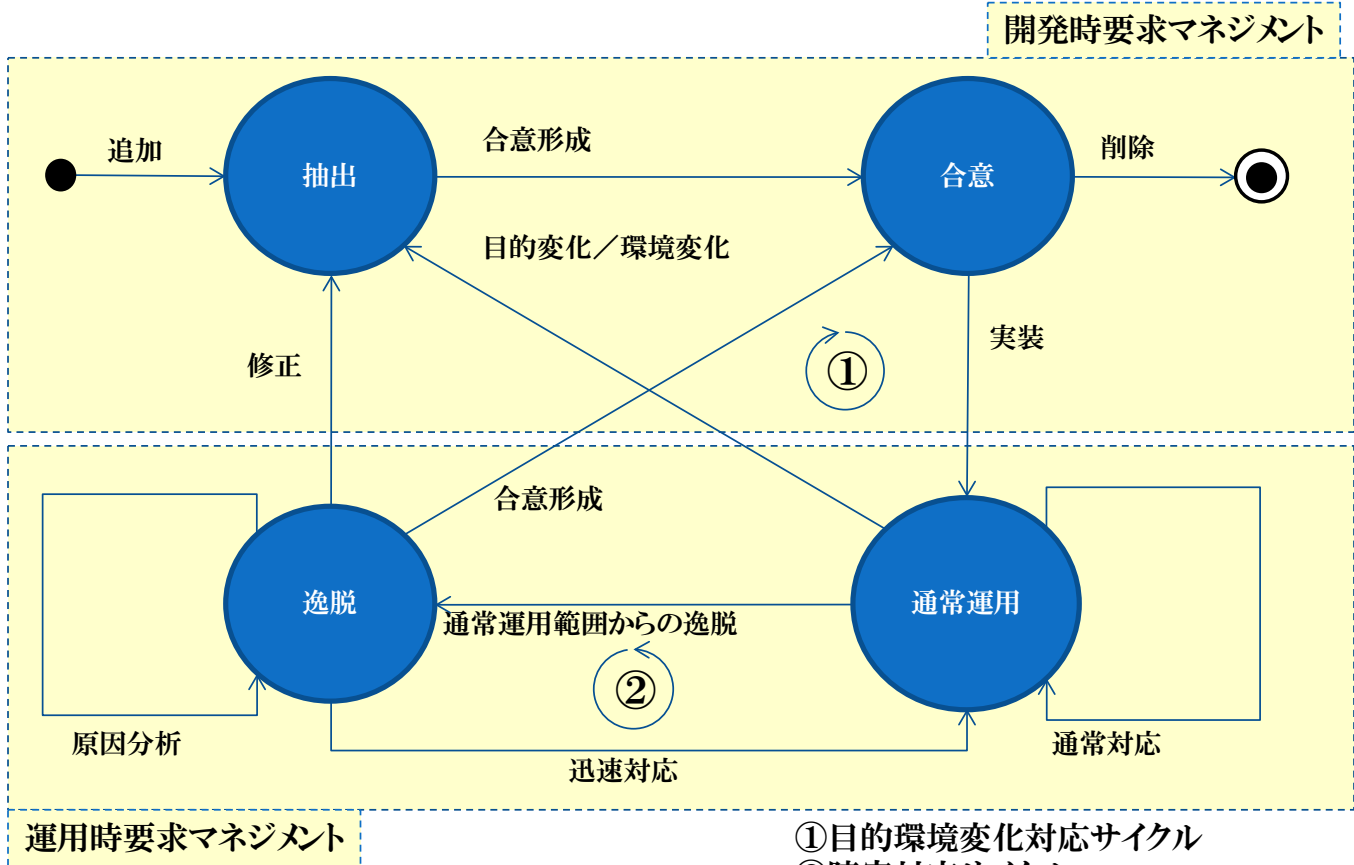 開発時要求マネジメント
追加
抽出
合意形成
合意
削除
目的変化／環境変化
修正
①
実装
合意形成
逸脱
通常運用
通常運用範囲からの逸脱
②
原因分析
迅速対応
通常対応
運用時要求マネジメント
①目的環境変化対応サイクル